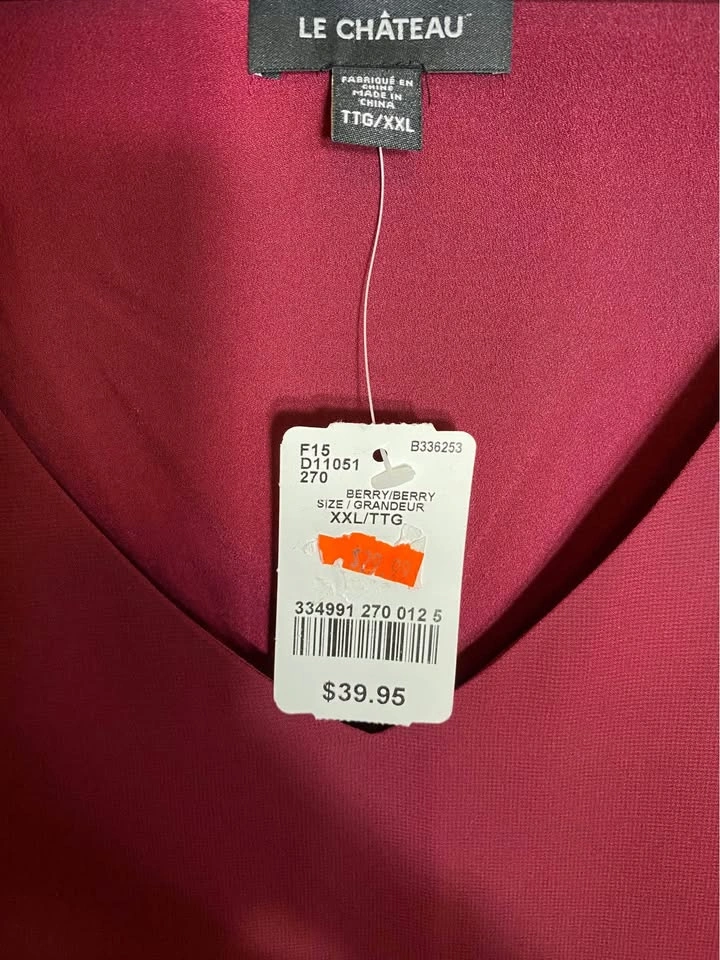 LE CHÂTEAU
FABRIQUÉ EN
CHINE
MADE IN
CHINA
TTG/XXL
F15
B336253
D11051
270
BERRY/BERRY
SIZE / GRANDEUR
XXL/TTG
334991 270 012 5
$39.95